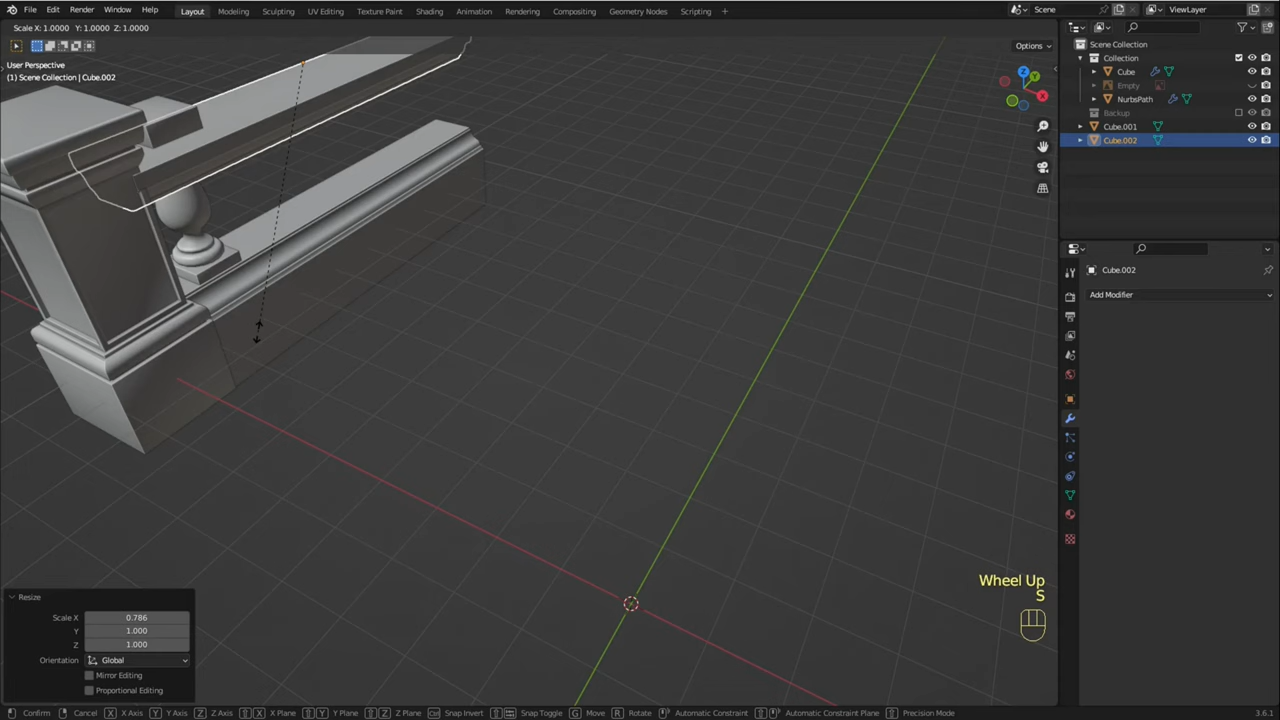 File Edit Render Window Help Layout Modeling Sculpting UV Editing Texture Paint Shading Animation Rendering Compositing Geometry Nodes Scripting + Scene ViewLayer
Scale X: 1.0000 Y: 1.0000 Z: 1.0000
Options
User Perspective
(1) Scene Collection | Cube.002
Z
Y
X
Scene Collection
Collection
Cube
Empty
NurbsPath
Backup
Cube.001
Cube.002
Cube.002
Add Modifier
Wheel Up
S
Resize
Scale X 0.786
Y 1.000
Z 1.000
Orientation Global
Mirror Editing
Proportional Editing
Confirm Cancel X X Axis Y Y Axis Z Z Axis X X Plane Y Y Plane Z Z Plane Ctrl Snap Invert Snap Toggle G Move R Rotate Automatic Constraint Automatic Constraint Plane Precision Mode 3.6.1